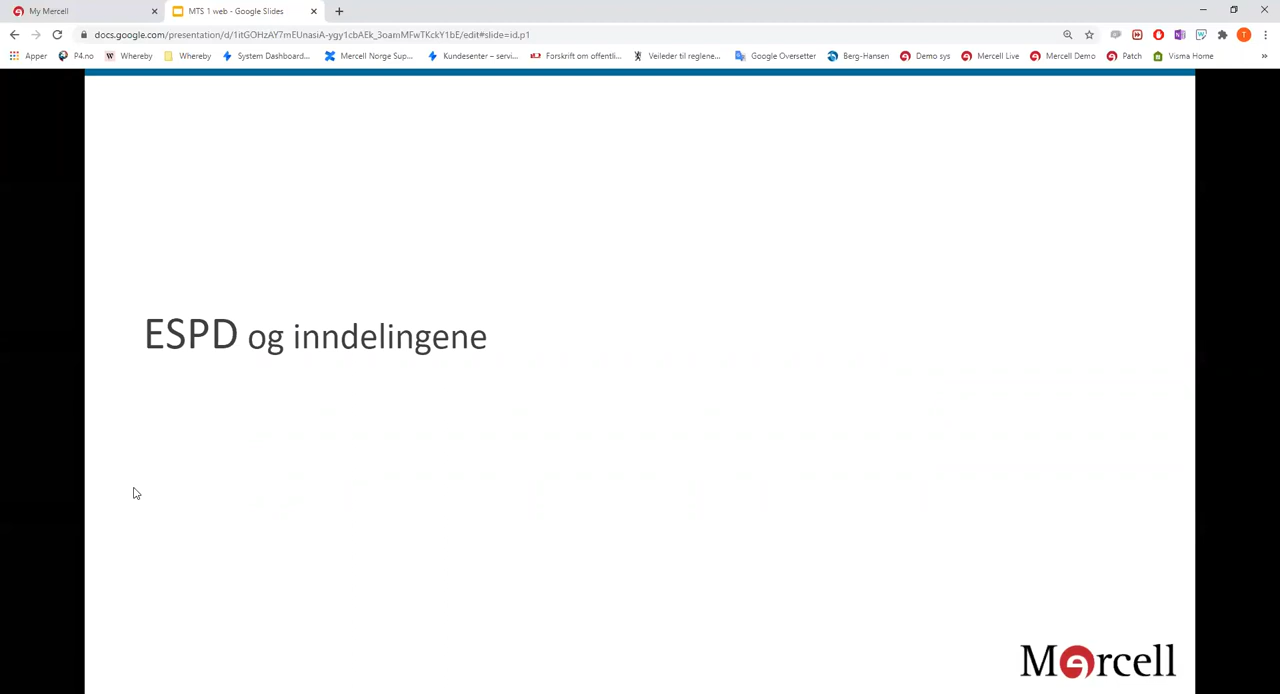 My Mercell
MTS 1 web - Google Slides
docs.google.com/presentation/d/1itGOHzAY7mEUnasiA-ygy1cbAEk_3oamMFwTKckY1bE/edit#slide=id.p1
Apper P4.no Whereby Whereby System Dashboard... Mercell Norge Sup... Kundesenter – servi... Forskrift om offentli... Veileder til reglene... Google Oversetter Berg-Hansen Demo sys Mercell Live Mercell Demo Patch Visma Home »
T
ESPD og inndelingene
Mercell